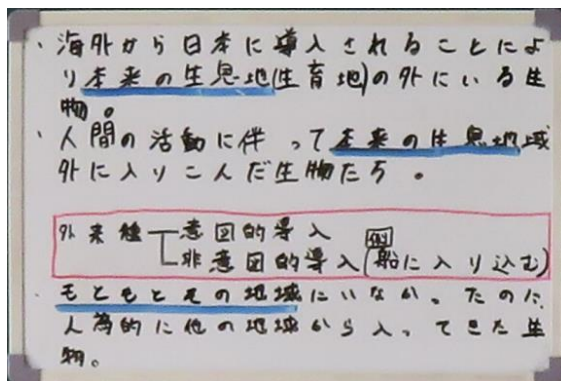 、海外から日本に導入されることによ
り本来の生息地(生育地)の外にいる生
物。
、人間の活動に伴って本来の生息地域
外に入りこんだ生物たち。
外来種 意図的導入
例
非意図的導入(船に入り込む)
、もともとその地域にいなかったのに、
人為的に他の地域から入ってきた生
物。